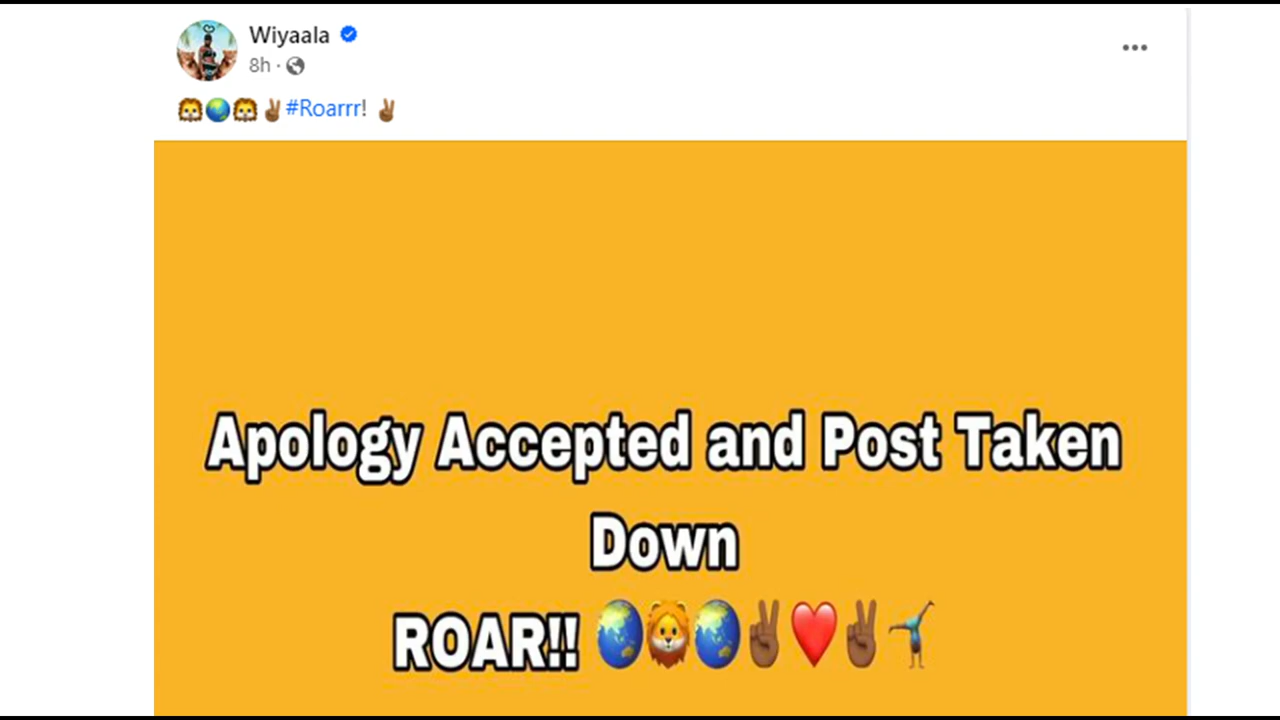 Wiyaala
8h ·
🦁🌏🦁✌🏾#Roarrr! ✌🏾
Apology Accepted and Post Taken
Down
ROAR!! 🌏🦁🌏✌🏾❤️✌🏾🤸🏾